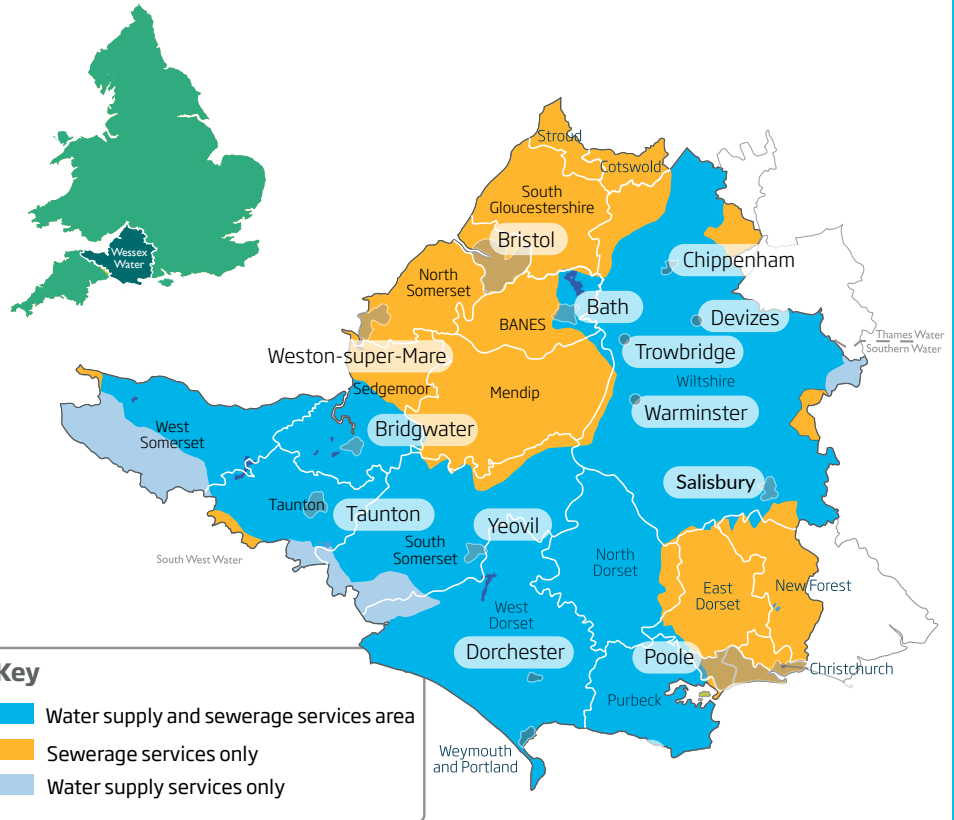 Wessex
Water
Stroud
Cotswold
South
Gloucestershire
Bristol
Chippenham
North
Somerset
Bath
Devizes
BANES
Thames Water
Southern Water
Weston-super-Mare
Trowbridge
Wiltshire
Sedgemoor
Mendip
Warminster
West
Somerset
Bridgwater
Salisbury
Taunton
Taunton
Yeovil
South
Somerset
South West Water
North
Dorset
East
Dorset
New Forest
West
Dorset
Dorchester
Poole
Christchurch
Purbeck
Weymouth
and Portland
Key
Water supply and sewerage services area
Sewerage services only
Water supply services only